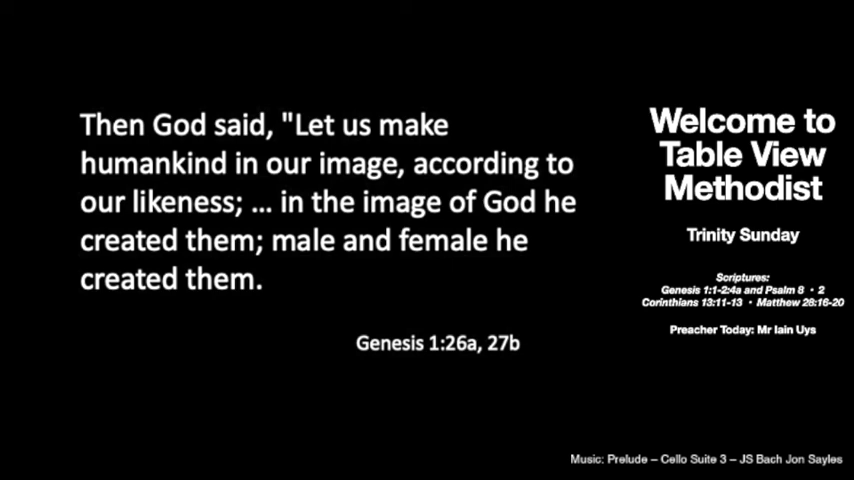 Then God said, "Let us make
humankind in our image, according to
our likeness; ... in the image of God he
created them; male and female he
created them.
Genesis 1:26a, 27b
Welcome to
Table View
Methodist
Trinity Sunday
Scriptures:
Genesis 1:1-2:4a and Psalm 8 • 2
Corinthians 13:11-13 • Matthew 28:16-20
Preacher Today: Mr Iain Uys
Music: Prelude – Cello Suite 3 – JS Bach Jon Sayles